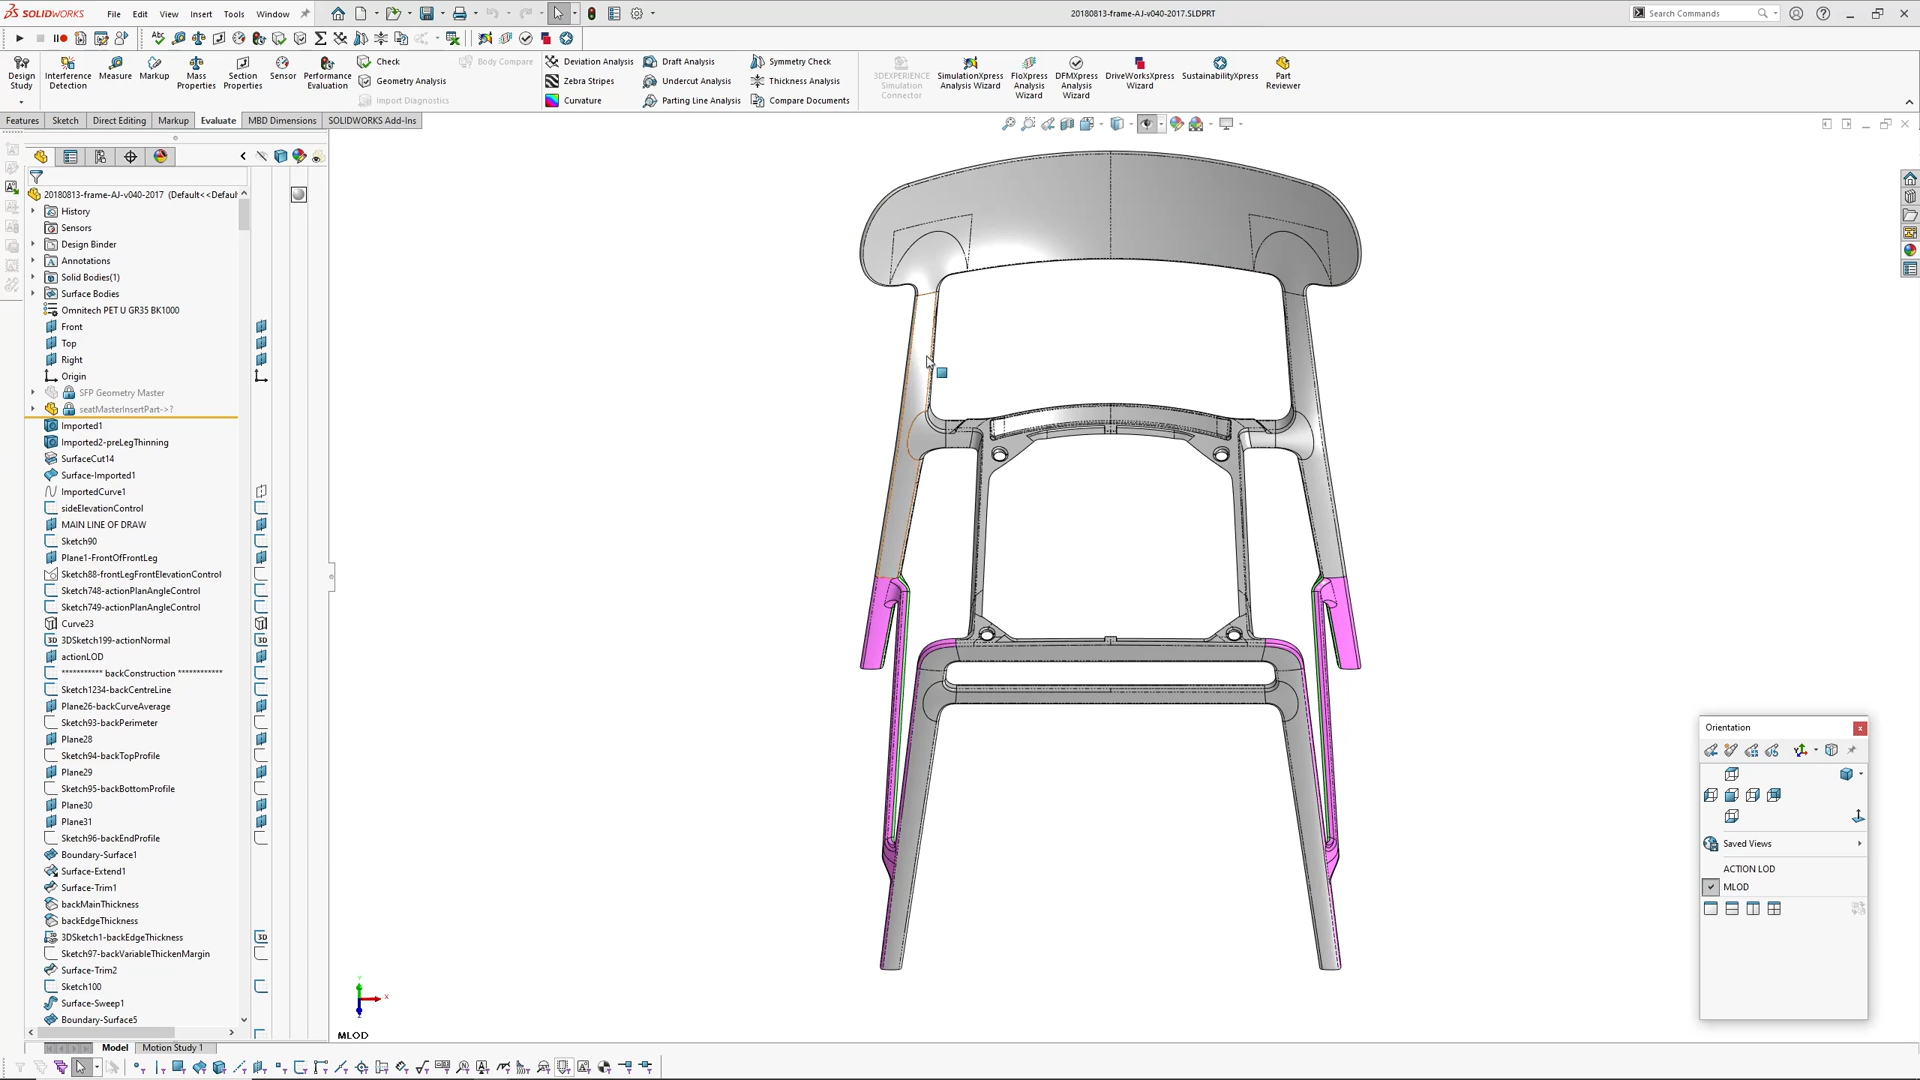 SOLIDWORKS File Edit View Insert Tools Window 20180813-frame-AJ-v040-2017.SLDPRT Search Commands
Design Study
Interference Detection
Measure
Markup
Mass Properties
Section Properties
Sensor
Performance Evaluation
Check
Geometry Analysis
Import Diagnostics
Body Compare
Deviation Analysis
Zebra Stripes
Curvature
Draft Analysis
Undercut Analysis
Parting Line Analysis
Symmetry Check
Thickness Analysis
Compare Documents
3DEXPERIENCE Simulation Connector
SimulationXpress Analysis Wizard
FloXpress Analysis Wizard
DFMXpress Analysis Wizard
DriveWorksXpress Wizard
SustainabilityXpress
Part Reviewer
Features Sketch Direct Editing Markup Evaluate MBD Dimensions SOLIDWORKS Add-Ins
20180813-frame-AJ-v040-2017 (Default<<Defaul
History
Sensors
Design Binder
Annotations
Solid Bodies(1)
Surface Bodies
Omnitech PET U GR35 BK1000
Front
Top
Right
Origin
SFP Geometry Master
seatMasterInsertPart->?
Imported1
Imported2-preLegThinning
SurfaceCut14
Surface-Imported1
ImportedCurve1
sideElevationControl
MAIN LINE OF DRAW
Sketch90
Plane1-FrontOfFrontLeg
Sketch88-frontLegFrontElevationControl
Sketch748-actionPlanAngleControl
Sketch749-actionPlanAngleControl
Curve23
3DSketch199-actionNormal
actionLOD
*********** backConstruction ************
Sketch1234-backCentreLine
Plane26-backCurveAverage
Sketch93-backPerimeter
Plane28
Sketch94-backTopProfile
Plane29
Sketch95-backBottomProfile
Plane30
Plane31
Sketch96-backEndProfile
Boundary-Surface1
Surface-Extend1
Surface-Trim1
backMainThickness
backEdgeThickness
3DSketch1-backEdgeThickness
Sketch97-backVariableThickenMargin
Surface-Trim2
Sketch100
Surface-Sweep1
Boundary-Surface5
Orientation
Saved Views
ACTION LOD
MLOD
Y
X
MLOD
Model Motion Study 1